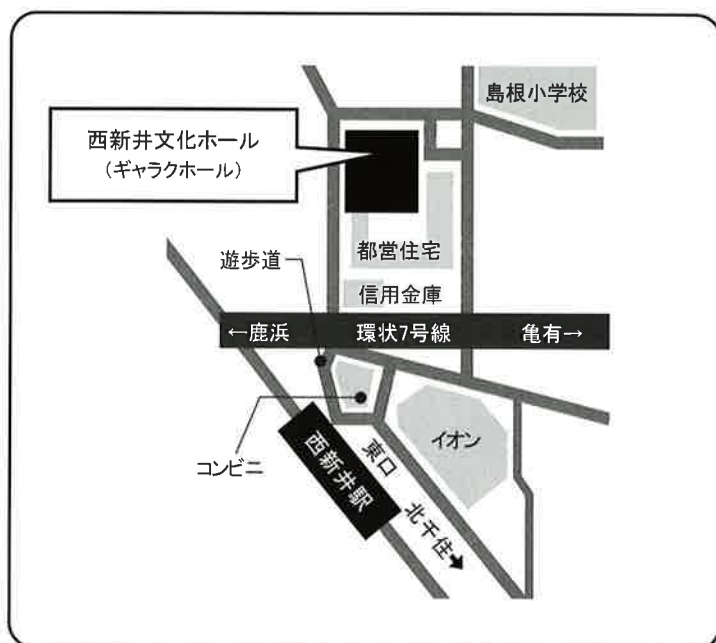 島根小学校
西新井文化ホール
（ギャラクホール）
都営住宅
遊歩道
信用金庫
←鹿浜
環状7号線
亀有→
コンビニ
西新井駅
東口
イオン
北千住